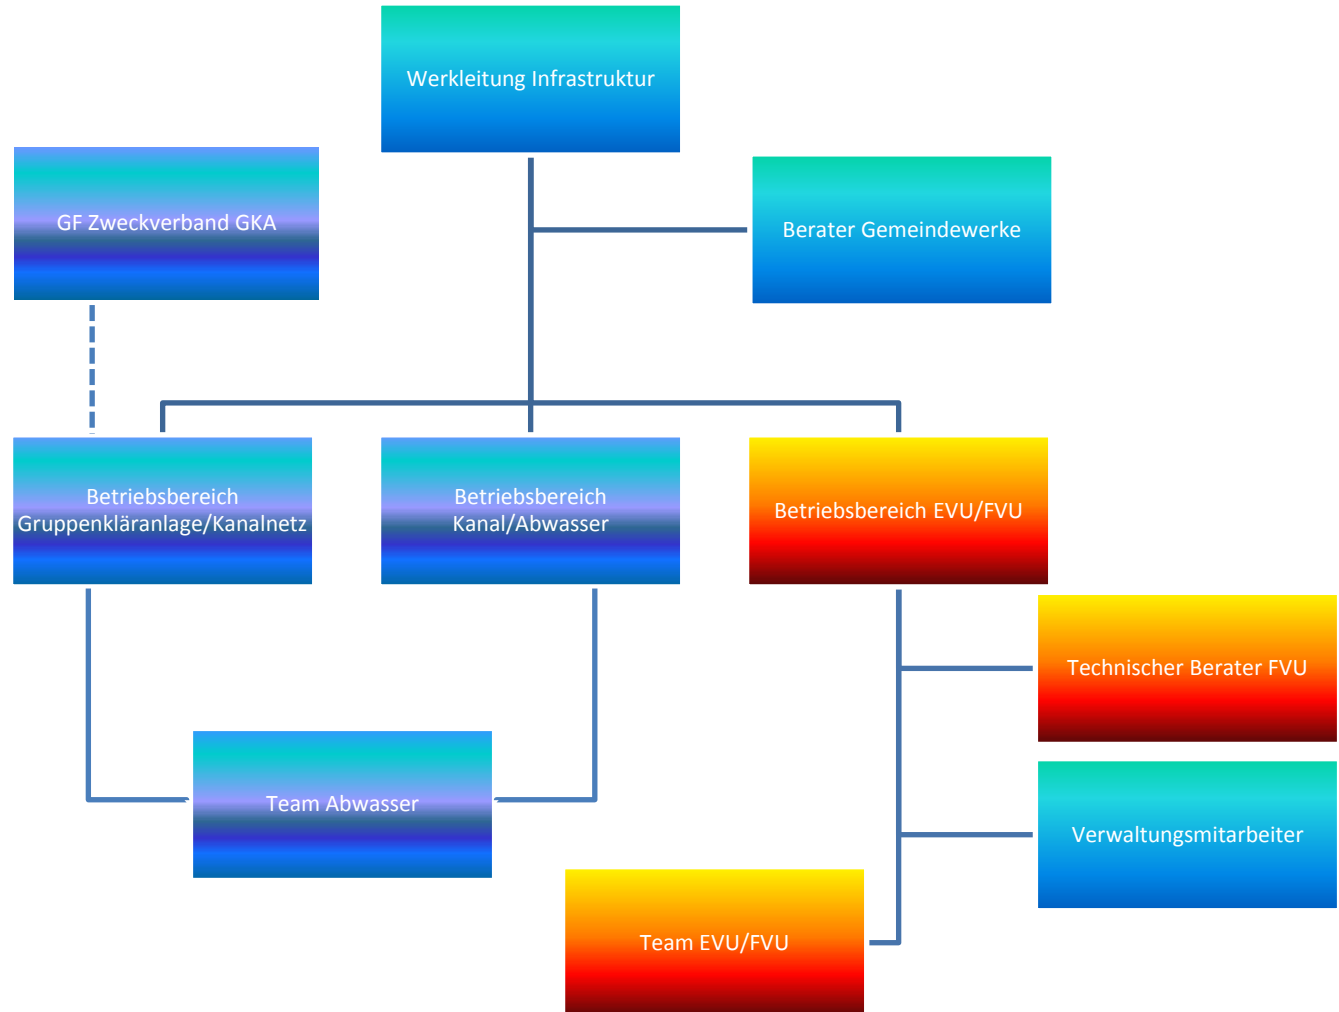 Werkleitung Infrastruktur
GF Zweckverband GKA
Berater Gemeindewerke
Betriebsbereich
Gruppenkläranlage/Kanalnetz
Betriebsbereich
Kanal/Abwasser
Betriebsbereich EVU/FVU
Technischer Berater FVU
Team Abwasser
Verwaltungsmitarbeiter
Team EVU/FVU